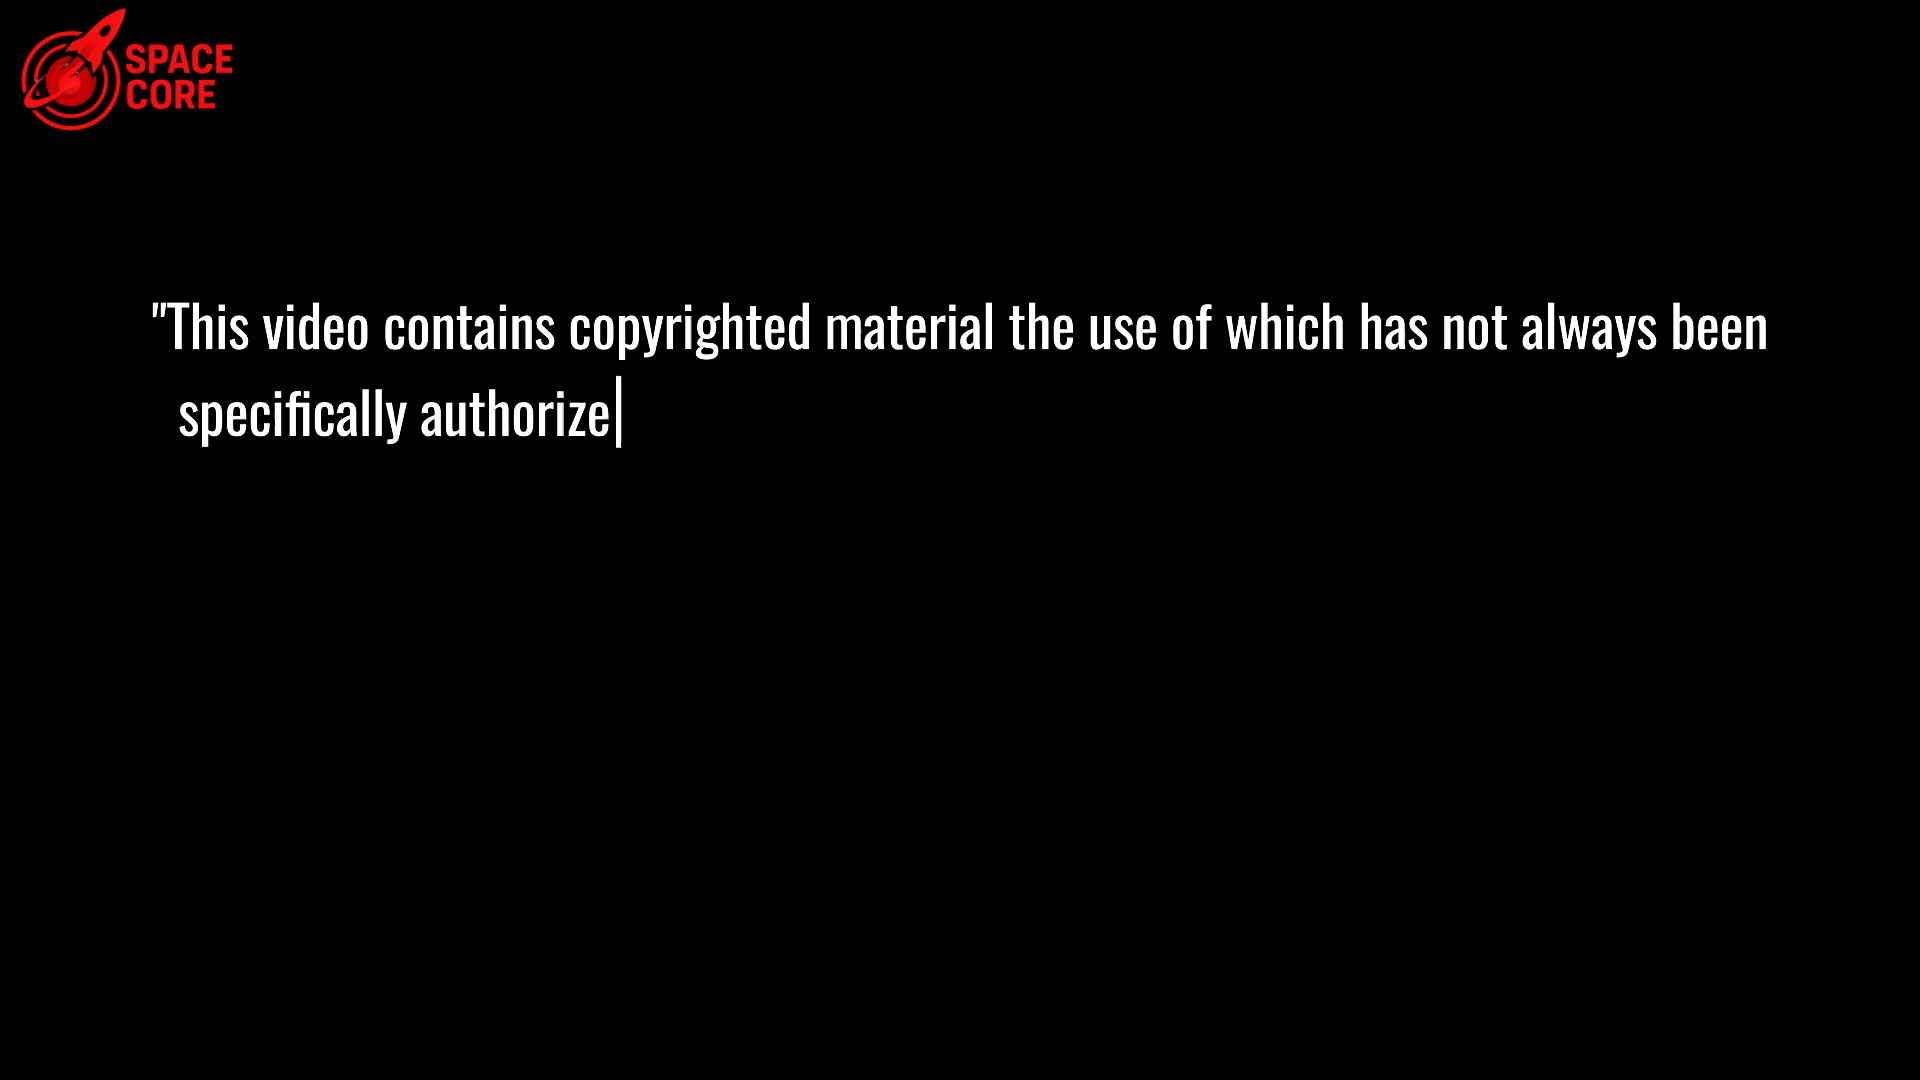 SPACE
CORE
"This video contains copyrighted material the use of which has not always been
specifically authorize